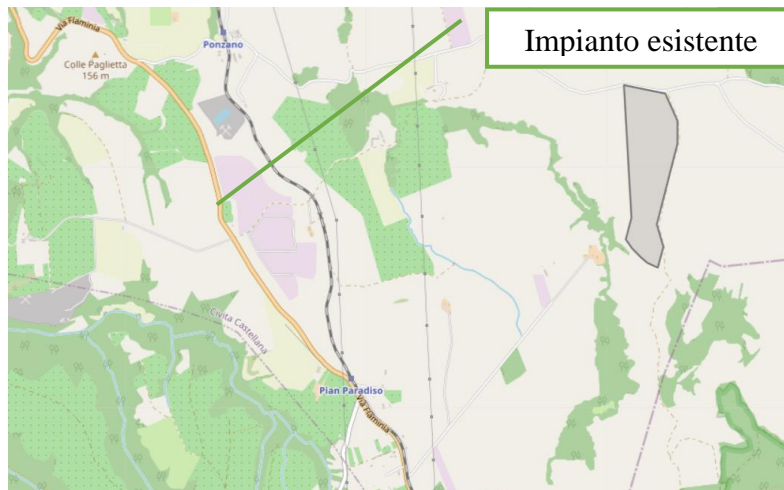 Via Flaminia
Ponzano
Colle Paglietta
156 m
Impianto esistente
Civita Castellana
Pian Paradiso
Via Flaminia